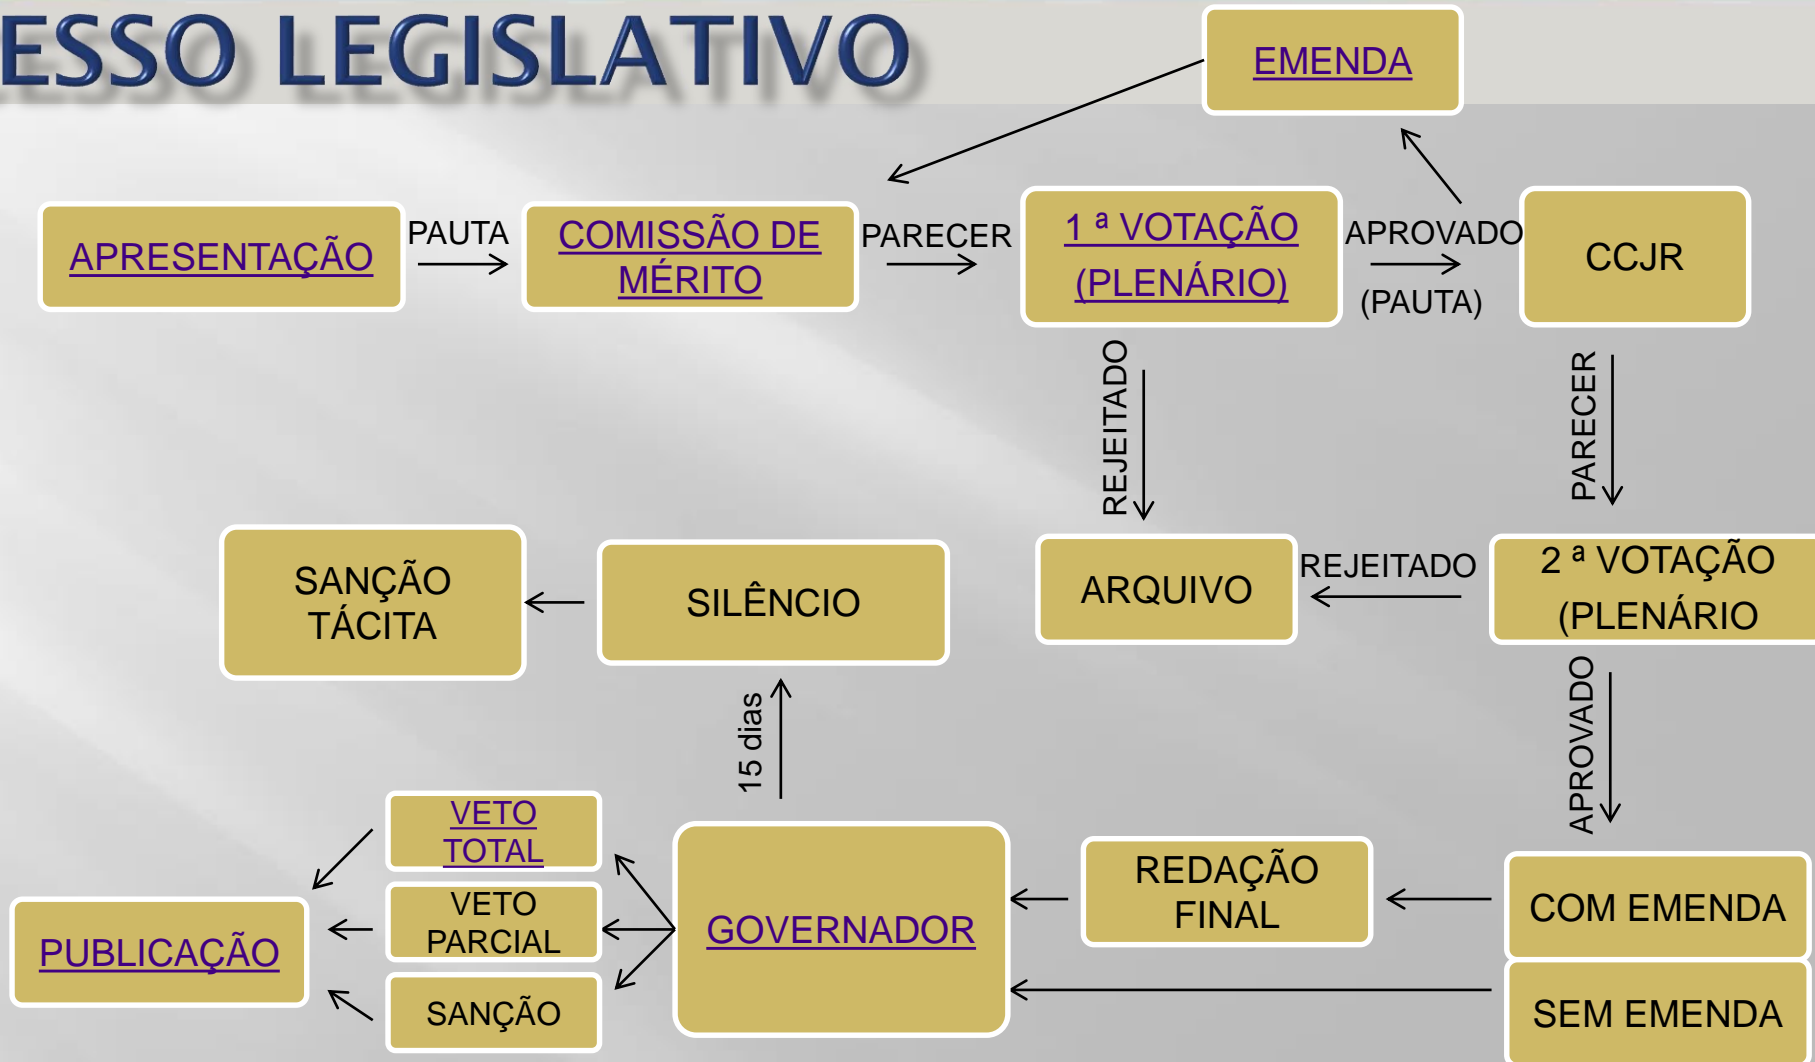 ESSO LEGISLATIVO
EMENDA
APRESENTAÇÃO
PAUTA
COMISSÃO DE
MÉRITO
PARECER
1 ª VOTAÇÃO
(PLENÁRIO)
APROVADO
(PAUTA)
CCJR
REJEITADO
PARECER
SANÇÃO
TÁCITA
SILÊNCIO
ARQUIVO
REJEITADO
2 ª VOTAÇÃO
(PLENÁRIO
15 dias
APROVADO
VETO
TOTAL
VETO
PARCIAL
SANÇÃO
PUBLICAÇÃO
GOVERNADOR
REDAÇÃO
FINAL
COM EMENDA
SEM EMENDA